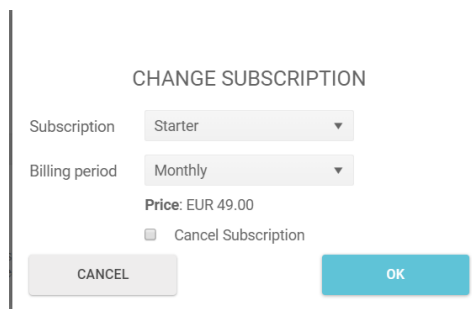 CHANGE SUBSCRIPTION
Subscription Starter
Billing period Monthly
Price: EUR 49.00
Cancel Subscription
CANCEL OK